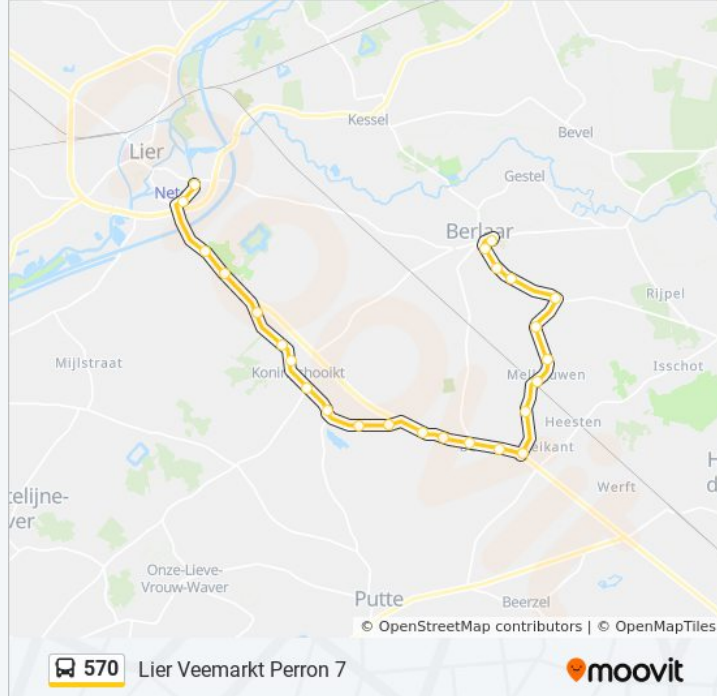 Kessel
Bevel
Lier
Gestel
Net
Berlaar
Rijpel
Mijlstraat
Isschot
Heesten
Werft
Onze-Lieve-
Vrouw-Waver
Putte
Beerzel
© OpenStreetMap contributors | © OpenMapTiles
570 Lier Veemarkt Perron 7
moovit